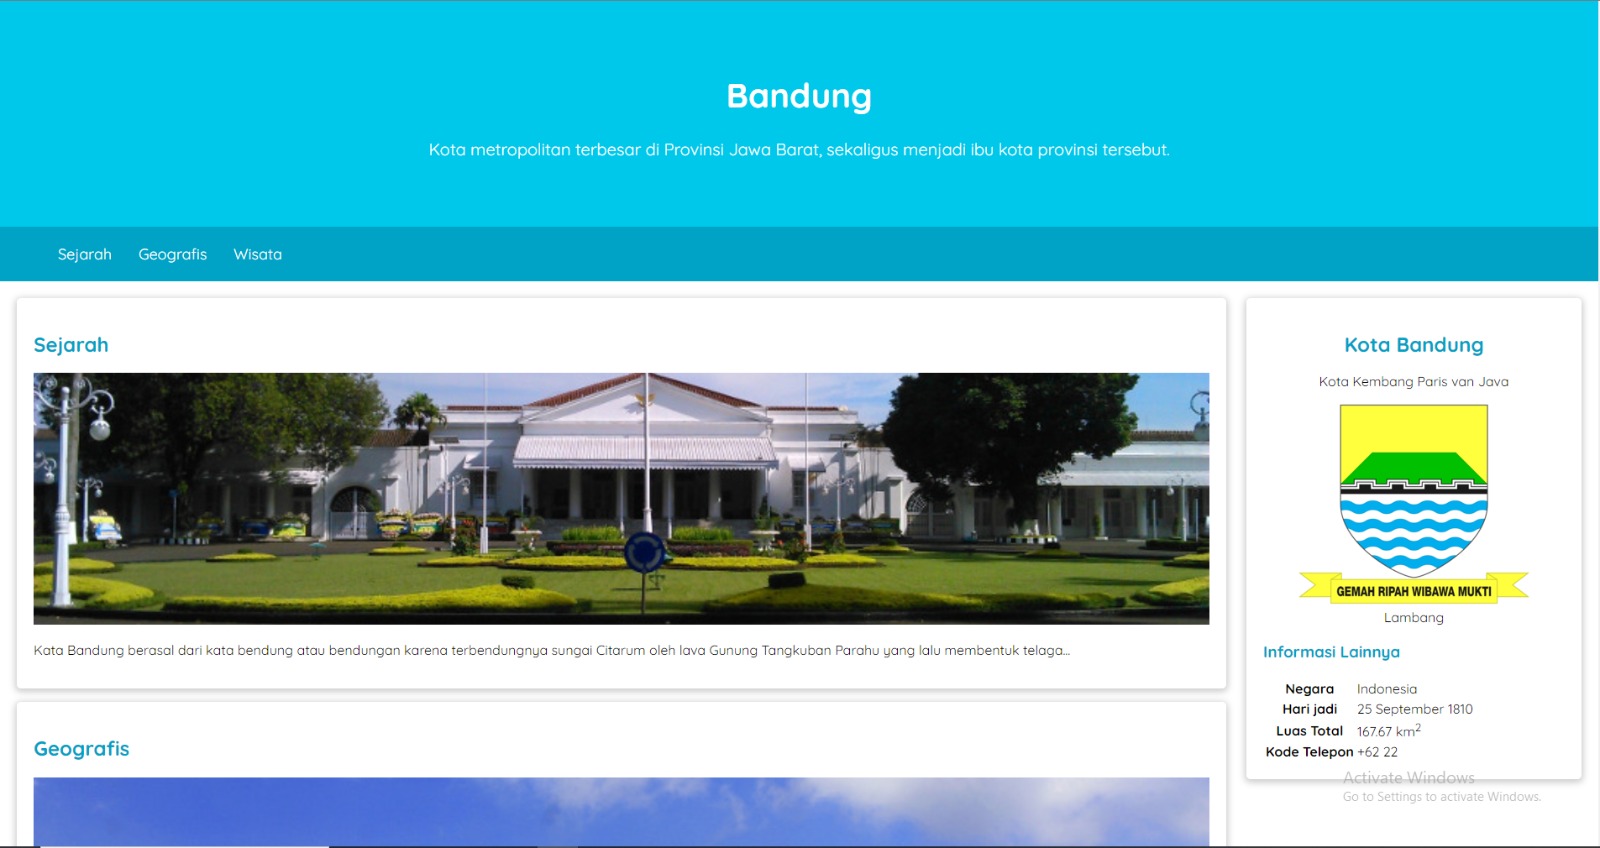 Bandung
Kota metropolitan terbesar di Provinsi Jawa Barat, sekaligus menjadi ibu kota provinsi tersebut.
Sejarah
Geografis
Wisata
Sejarah
Kata Bandung berasal dari kata bendung atau bendungan karena terbendungnya sungai Citarum oleh lava Gunung Tangkuban Parahu yang lalu membentuk telaga...
Geografis
Kota Bandung
Kota Kembang Paris van Java
GEMAH RIPAH WIBAWA MUKTI
Lambang
Informasi Lainnya
Negara Indonesia
Hari jadi 25 September 1810
Luas Total 167.67 km²
Kode Telepon +62 22
Activate Windows
Go to Settings to activate Windows.